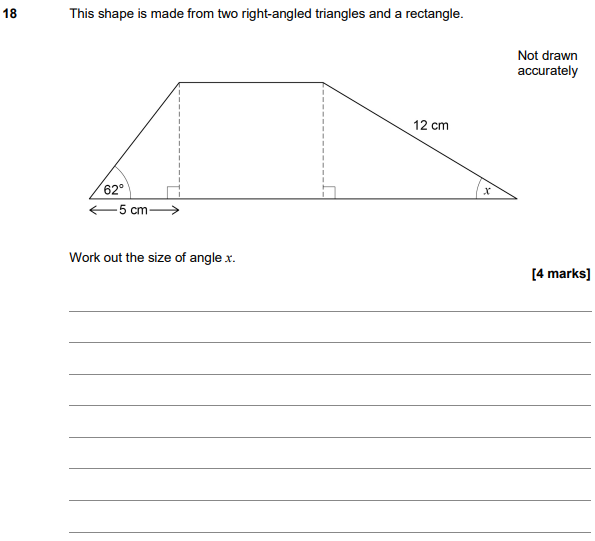 18 This shape is made from two right-angled triangles and a rectangle.
Not drawn
accurately
12 cm
62° x
5 cm
Work out the size of angle x.
[4 marks]